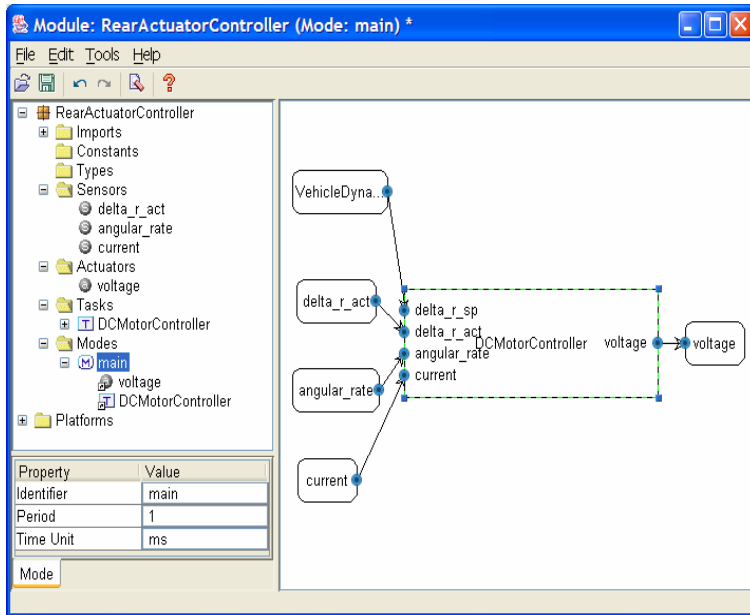 Module: RearActuatorController (Mode: main) *
File Edit Tools Help
RearActuatorController
Imports
Constants
Types
Sensors
delta_r_act
angular_rate
current
Actuators
voltage
Tasks
DCMotorController
Modes
main
voltage
DCMotorController
Platforms
Property Value
Identifier main
Period 1
Time Unit ms
Mode
VehicleDyna...
delta_r_act
angular_rate
current
delta_r_sp
delta_r_act
angular_rate
current
DCMotorController
voltage
voltage